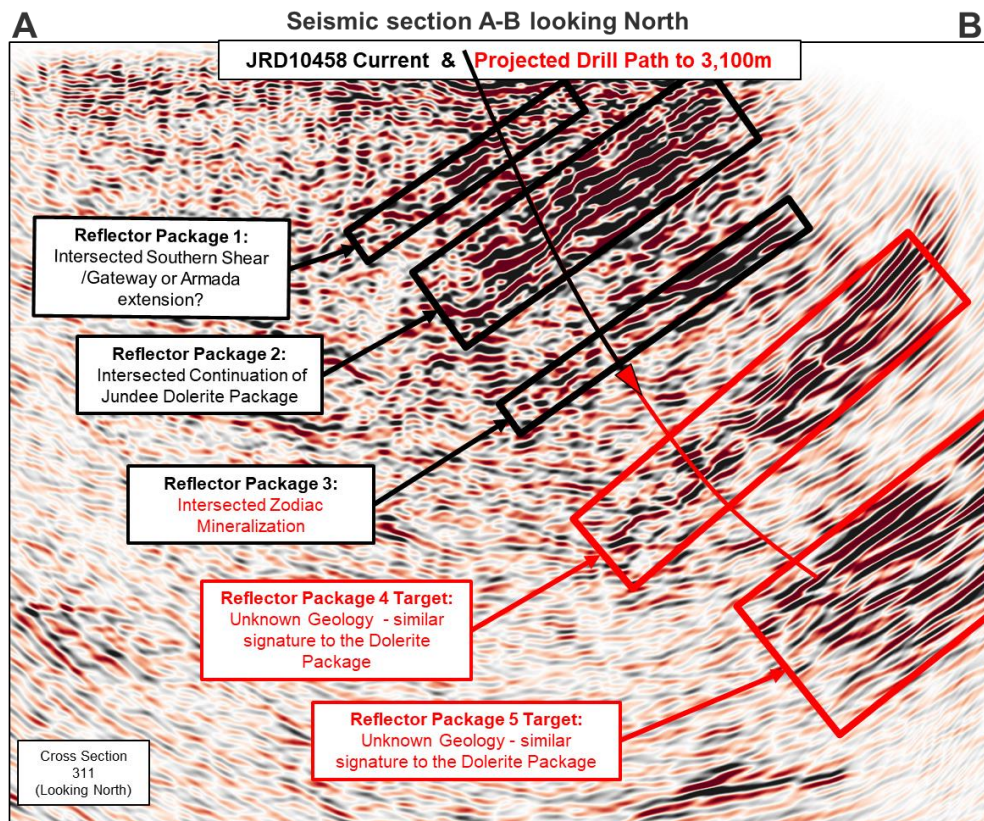 A
Seismic section A-B looking North
B
JRD10458 Current & Projected Drill Path to 3,100m
Reflector Package 1:
Intersected Southern Shear
/Gateway or Armada
extension?
Reflector Package 2:
Intersected Continuation of
Jundee Dolerite Package
Reflector Package 3:
Intersected Zodiac
Mineralization
Reflector Package 4 Target:
Unknown Geology - similar
signature to the Dolerite
Package
Reflector Package 5 Target:
Unknown Geology - similar
signature to the Dolerite Package
Cross Section
311
(Looking North)